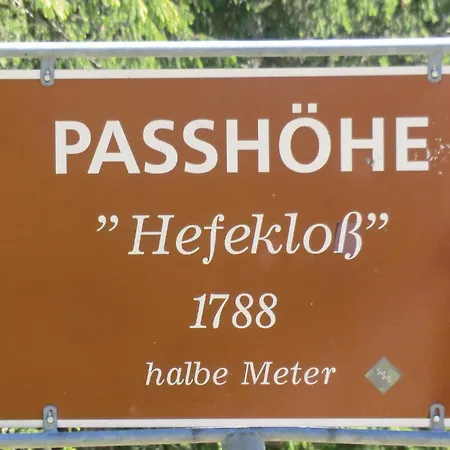 PASSHÖHE
”Hefekloß”
1788
halbe Meter